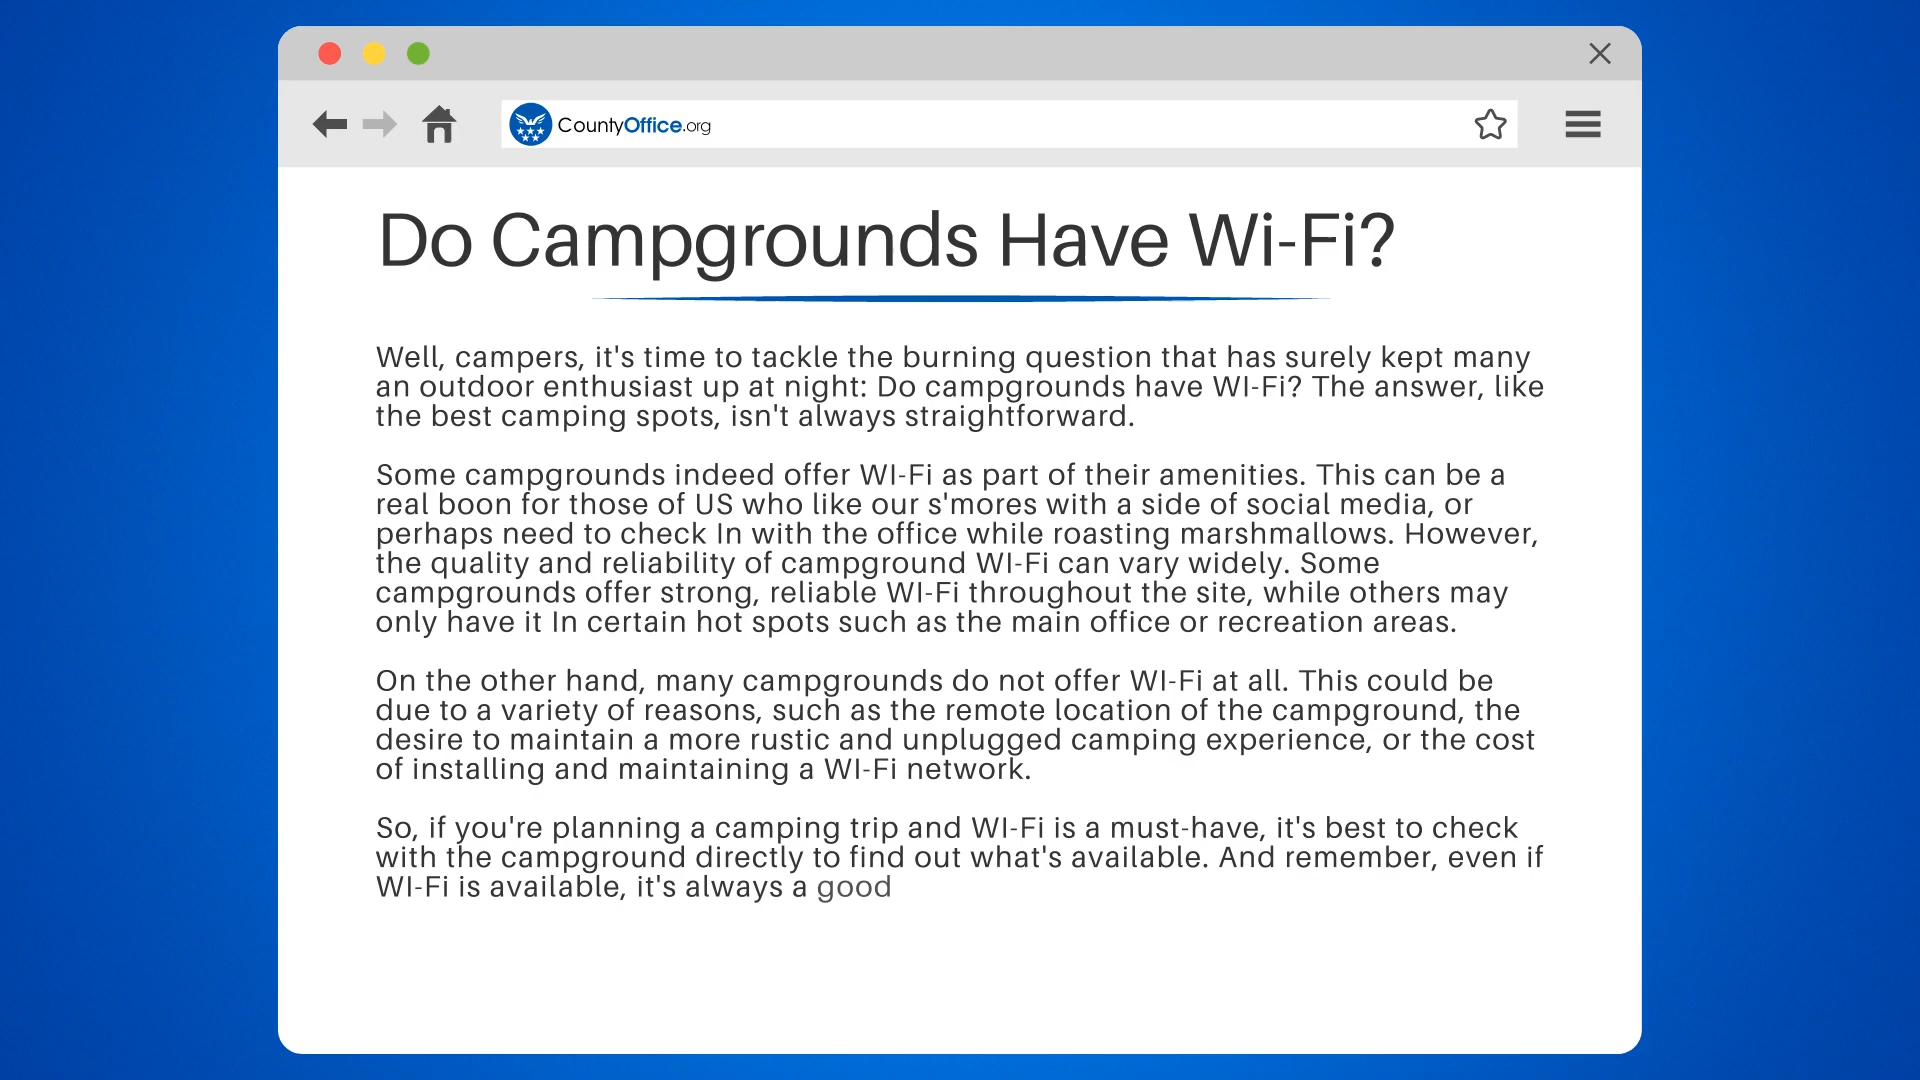 CountyOffice.org
Do Campgrounds Have Wi-Fi?
Well, campers, it's time to tackle the burning question that has surely kept many
an outdoor enthusiast up at night: Do campgrounds have WI-Fi? The answer, like
the best camping spots, isn't always straightforward.
Some campgrounds indeed offer WI-Fi as part of their amenities. This can be a
real boon for those of US who like our s'mores with a side of social media, or
perhaps need to check In with the office while roasting marshmallows. However,
the quality and reliability of campground WI-Fi can vary widely. Some
campgrounds offer strong, reliable WI-Fi throughout the site, while others may
only have it In certain hot spots such as the main office or recreation areas.
On the other hand, many campgrounds do not offer WI-Fi at all. This could be
due to a variety of reasons, such as the remote location of the campground, the
desire to maintain a more rustic and unplugged camping experience, or the cost
of installing and maintaining a WI-Fi network.
So, if you're planning a camping trip and WI-Fi is a must-have, it's best to check
with the campground directly to find out what's available. And remember, even if
WI-Fi is available, it's always a good